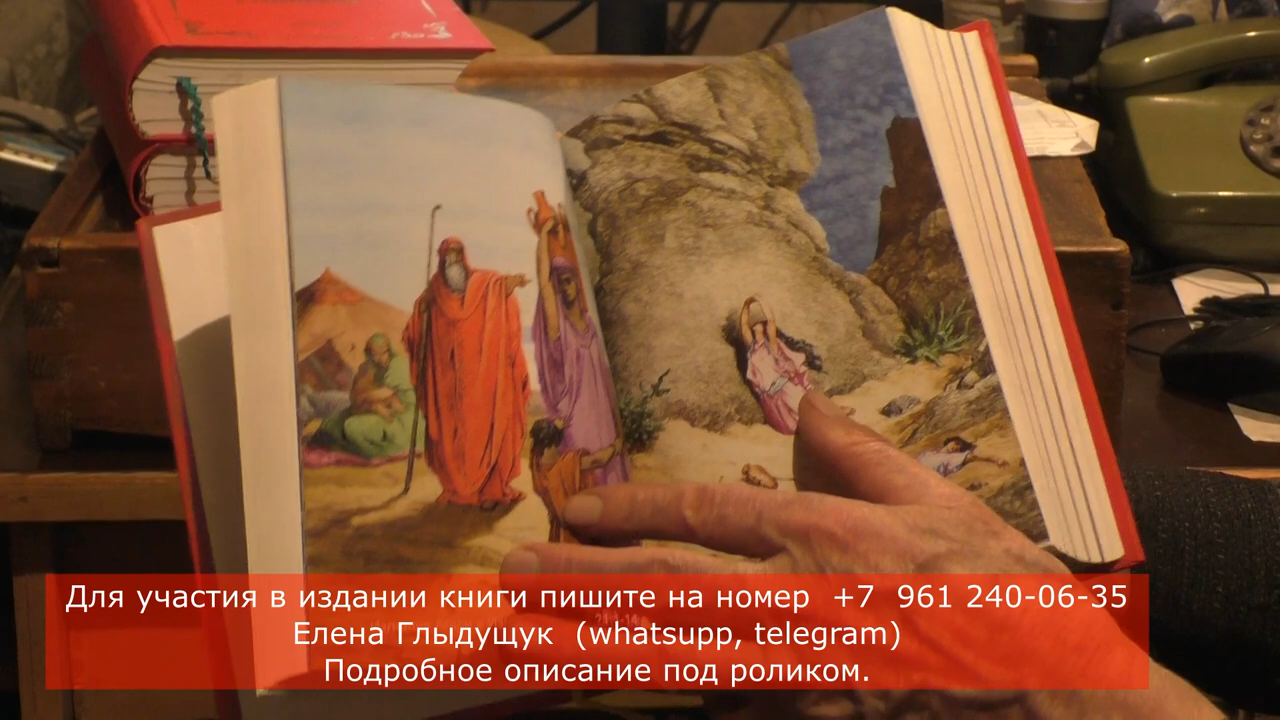 Для участия в издании книги пишите на номер +7 961 240-06-35
Елена Глыдущук (whatsupp, telegram)
Подробное описание под роликом.